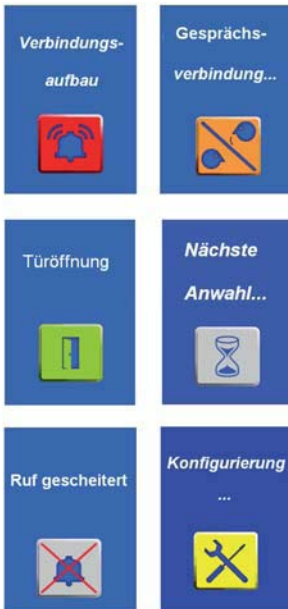 Verbindungs-
aufbau
Gesprächs-
verbindung...
Türöffnung
Nächste
Anwahl...
Ruf gescheitert
Konfigurierung
...